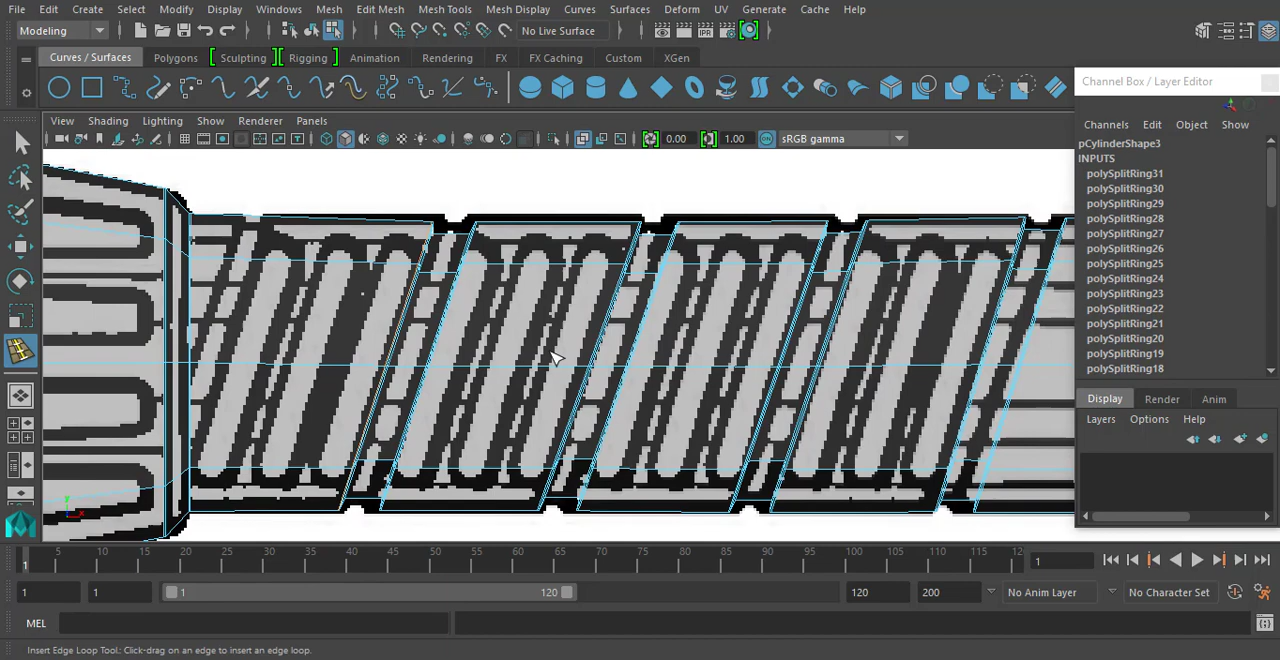 File Edit Create Select Modify Display Windows Mesh Edit Mesh Mesh Tools Mesh Display Curves Surfaces Deform UV Generate Cache Help
Modeling No Live Surface
Curves / Surfaces Polygons Sculpting Rigging Animation Rendering FX FX Caching Custom XGen
Channel Box / Layer Editor
View Shading Lighting Show Renderer Panels
0.00 1.00 ON sRGB gamma
Channels Edit Object Show
pCylinderShape3
INPUTS
polySplitRing31
polySplitRing30
polySplitRing29
polySplitRing28
polySplitRing27
polySplitRing26
polySplitRing25
polySplitRing24
polySplitRing23
polySplitRing22
polySplitRing21
polySplitRing20
polySplitRing19
polySplitRing18
Display Render Anim
Layers Options Help
y
x
5 10 15 20 25 30 35 40 45 50 55 60 65 70 75 80 85 90 95 100 105 110 115 12
1 1
1 1 1 120 120 200 No Anim Layer No Character Set
MEL
Insert Edge Loop Tool: Click-drag on an edge to insert an edge loop.